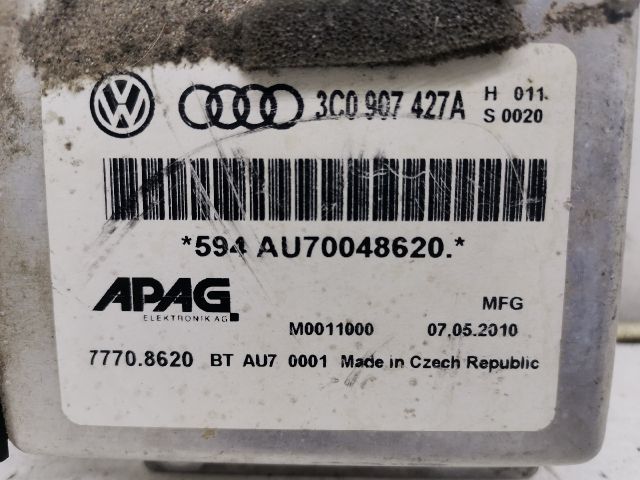 3C0 907 427A H 011
S 0020
*594 AU70048620.*
APAG
ELEKTRONIK AG
MFG
M0011000 07.05.2010
7770.8620 BT AU7 0001 Made in Czech Republic